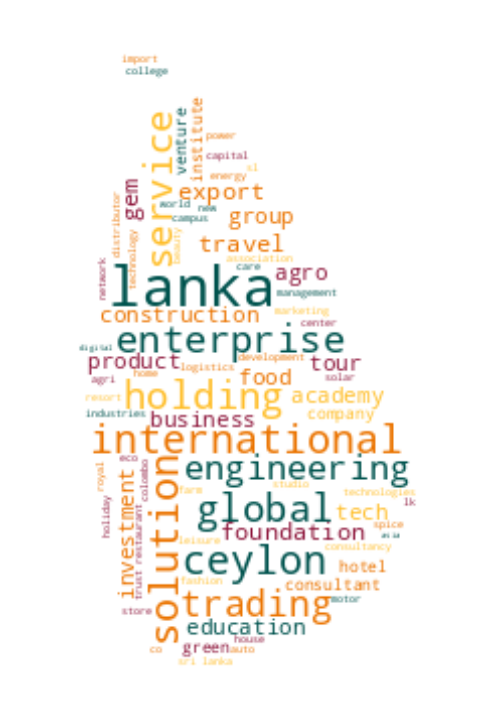 import
college
service
venture
institute
power
capital
sl
energy
gem
export
world
new
campus
group
distributor
technology
beauty
travel
association
care
network
lanka
agro
management
construction
marketing
center
enterprise
digital
product
development
tour
logistics
home
food
agri
solar
resort
holding
academy
industries
business
company
international
eco
royal
colombo
engineering
investment
solution
farm
studio
technologies
holiday
restaurant
global
tech
lk
foundation
spice
asia
leisure
consultancy
ceylon
hotel
trust
fashion
consultant
trading
motor
store
education
house
co
green
auto
sri lanka